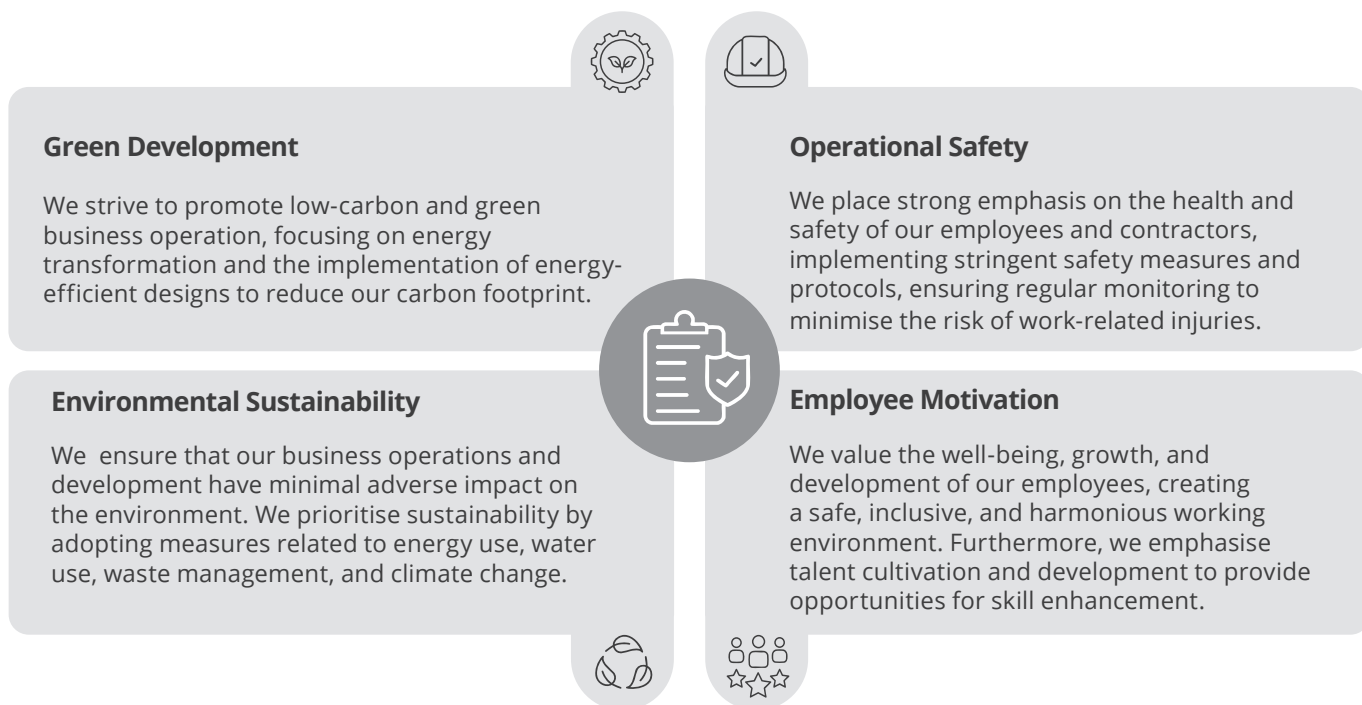 Green Development
We strive to promote low-carbon and green
business operation, focusing on energy
transformation and the implementation of energy-
efficient designs to reduce our carbon footprint.
Operational Safety
We place strong emphasis on the health and
safety of our employees and contractors,
implementing stringent safety measures and
protocols, ensuring regular monitoring to
minimise the risk of work-related injuries.
Environmental Sustainability
We  ensure that our business operations and
development have minimal adverse impact on
the environment. We prioritise sustainability by
adopting measures related to energy use, water
use, waste management, and climate change.
Employee Motivation
We value the well-being, growth, and
development of our employees, creating
a safe, inclusive, and harmonious working
environment. Furthermore, we emphasise
talent cultivation and development to provide
opportunities for skill enhancement.